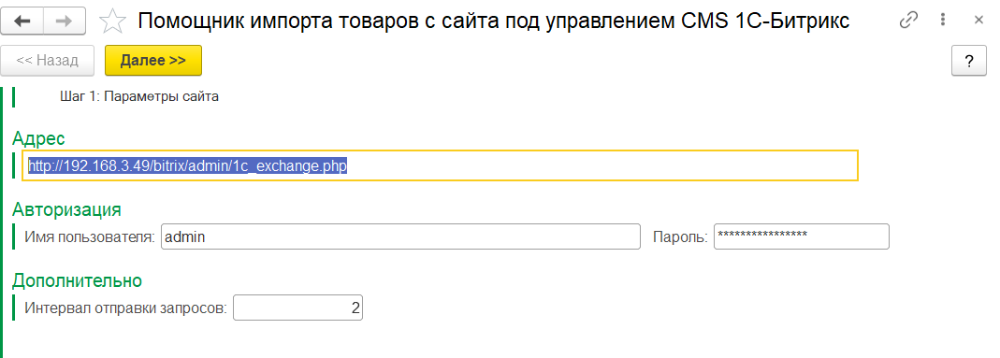 Помощник импорта товаров с сайта под управлением CMS 1С-Битрикс
<< Назад Далее >> ?
Шаг 1: Параметры сайта
Адрес
http://192.168.3.49/bitrix/admin/1c_exchange.php
Авторизация
Имя пользователя: admin Пароль: ****************
Дополнительно
Интервал отправки запросов: 2